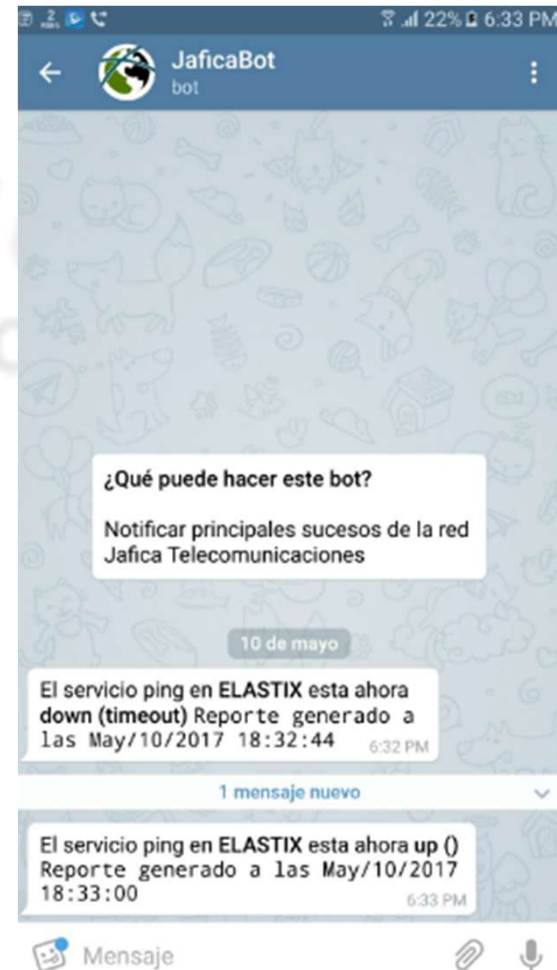 2
KB/s
22% 6:33 PM
JaficaBot
bot
¿Qué puede hacer este bot?
Notificar principales sucesos de la red
Jafica Telecomunicaciones
10 de mayo
El servicio ping en ELASTIX esta ahora
down (timeout) Reporte generado a
las May/10/2017 18:32:44
6:32 PM
1 mensaje nuevo
El servicio ping en ELASTIX esta ahora up ()
Reporte generado a las May/10/2017
18:33:00
6:33 PM
Mensaje